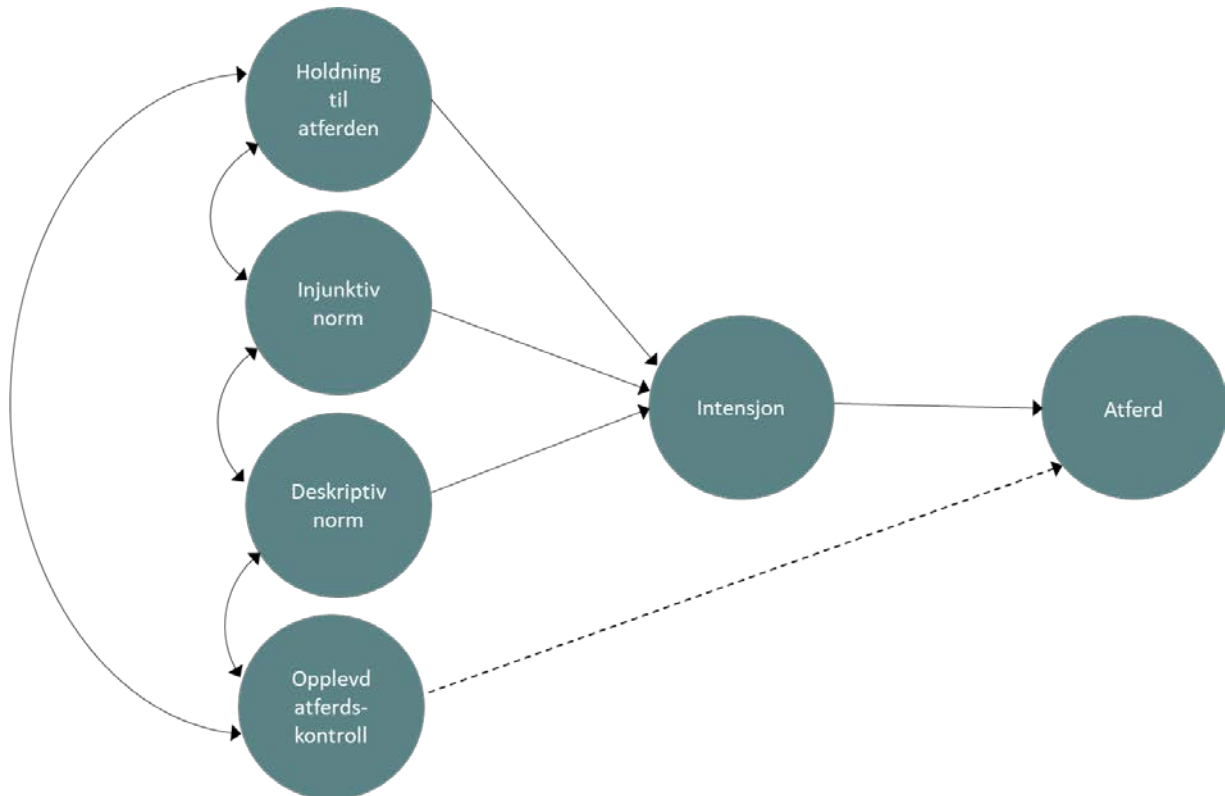 Holdning
til
atferden
Injunktiv
norm
Intensjon
Atferd
Deskriptiv
norm
Opplevd
atferds-
kontroll